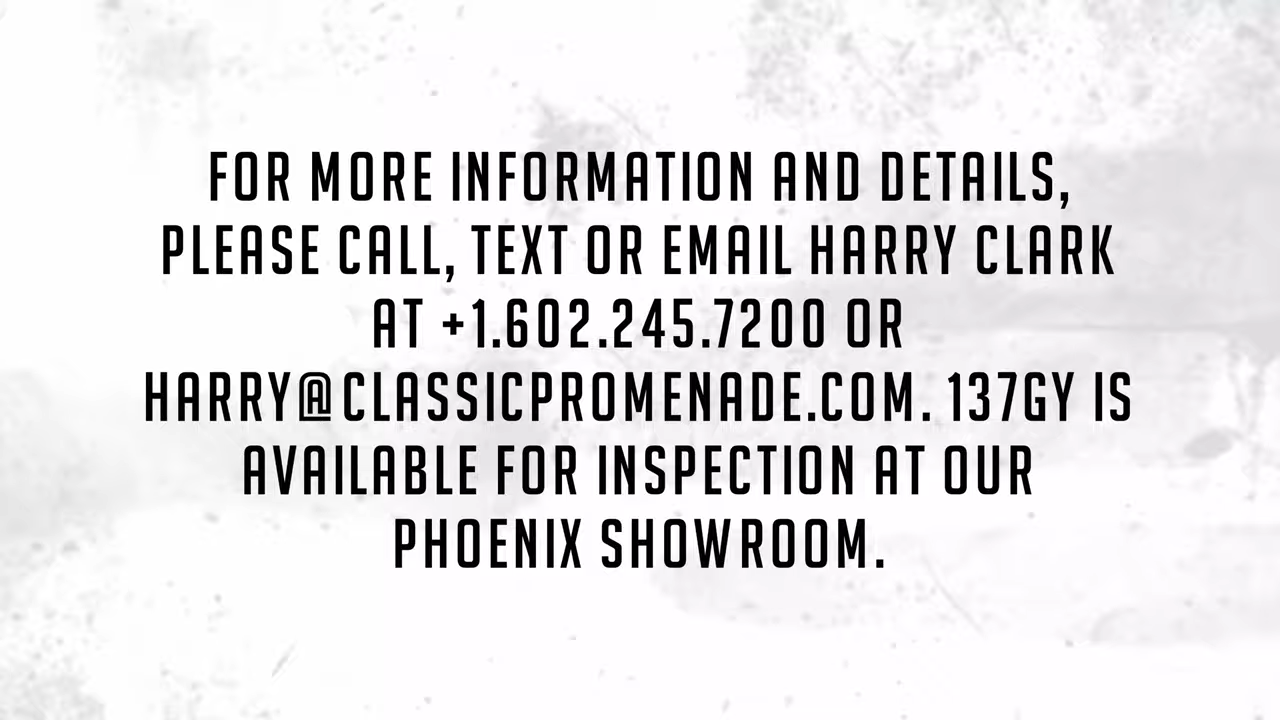 FOR MORE INFORMATION AND DETAILS,
PLEASE CALL, TEXT OR EMAIL HARRY CLARK
AT +1.602.245.7200 OR
HARRY@CLASSICPROMENADE.COM. 137GY IS
AVAILABLE FOR INSPECTION AT OUR
PHOENIX SHOWROOM.